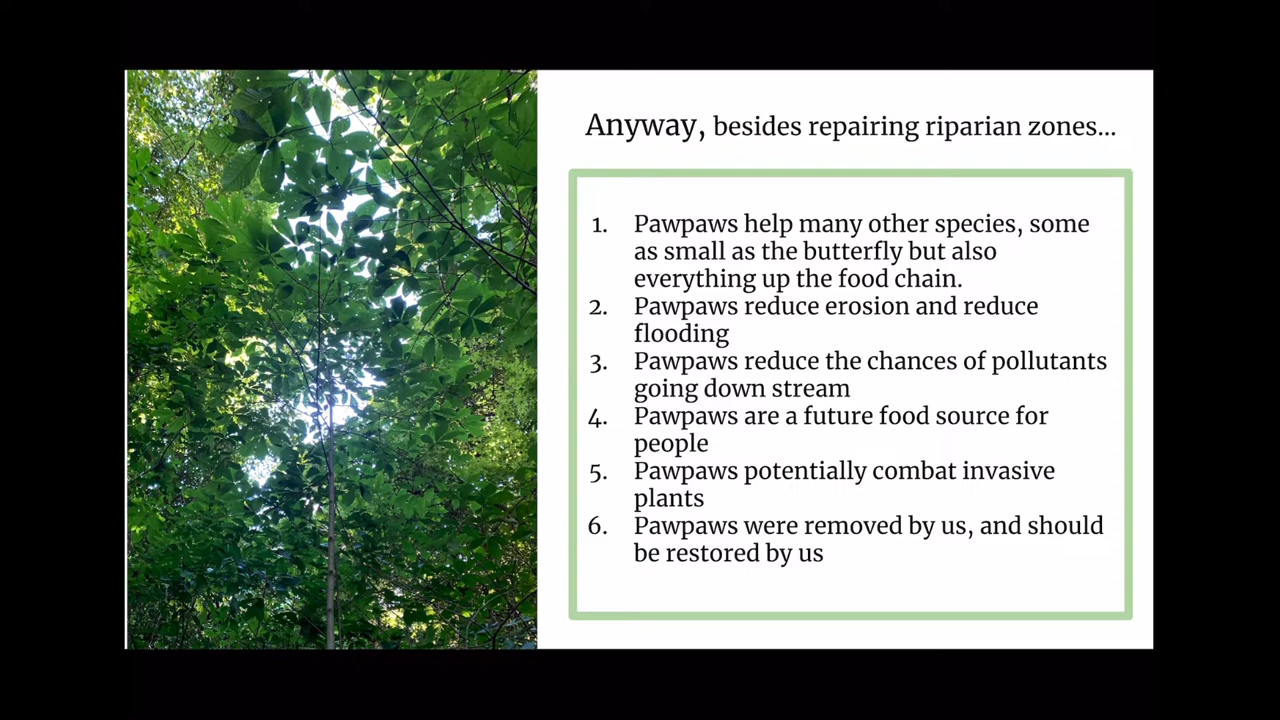 Anyway, besides repairing riparian zones...
1. Pawpaws help many other species, some
as small as the butterfly but also
everything up the food chain.
2. Pawpaws reduce erosion and reduce
flooding
3. Pawpaws reduce the chances of pollutants
going down stream
4. Pawpaws are a future food source for
people
5. Pawpaws potentially combat invasive
plants
6. Pawpaws were removed by us, and should
be restored by us